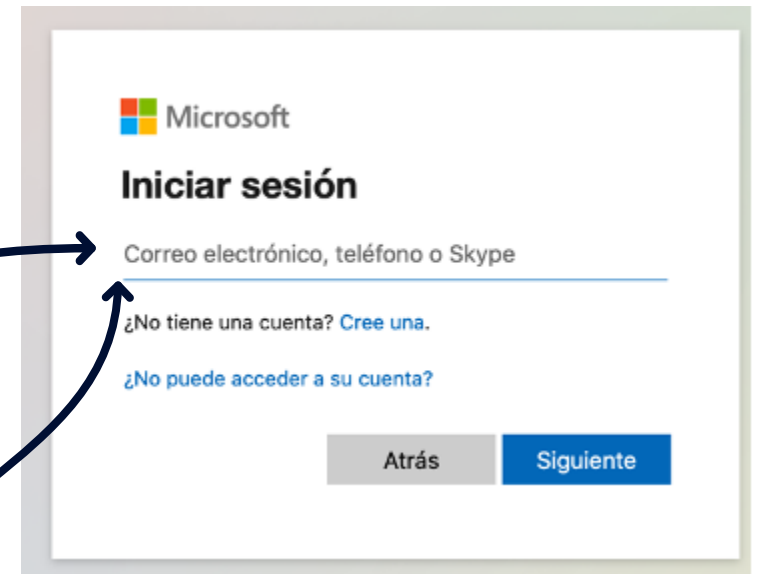 Microsoft
Iniciar sesión
Correo electrónico, teléfono o Skype
¿No tiene una cuenta? Cree una.
¿No puede acceder a su cuenta?
Atrás Siguiente